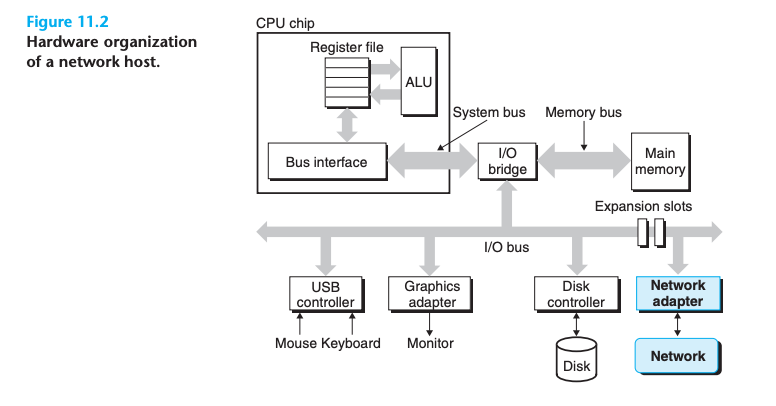 Figure 11.2
Hardware organization
of a network host.
CPU chip
Register file
ALU
System bus
Memory bus
Bus interface
I/O
bridge
Main
memory
Expansion slots
I/O bus
USB
controller
Graphics
adapter
Disk
controller
Network
adapter
Mouse Keyboard
Monitor
Disk
Network